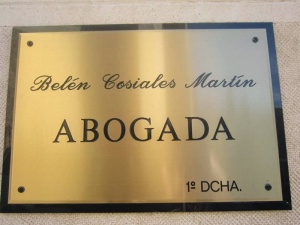 Belén Cosiales Martín
ABOGADA
1º DCHA.